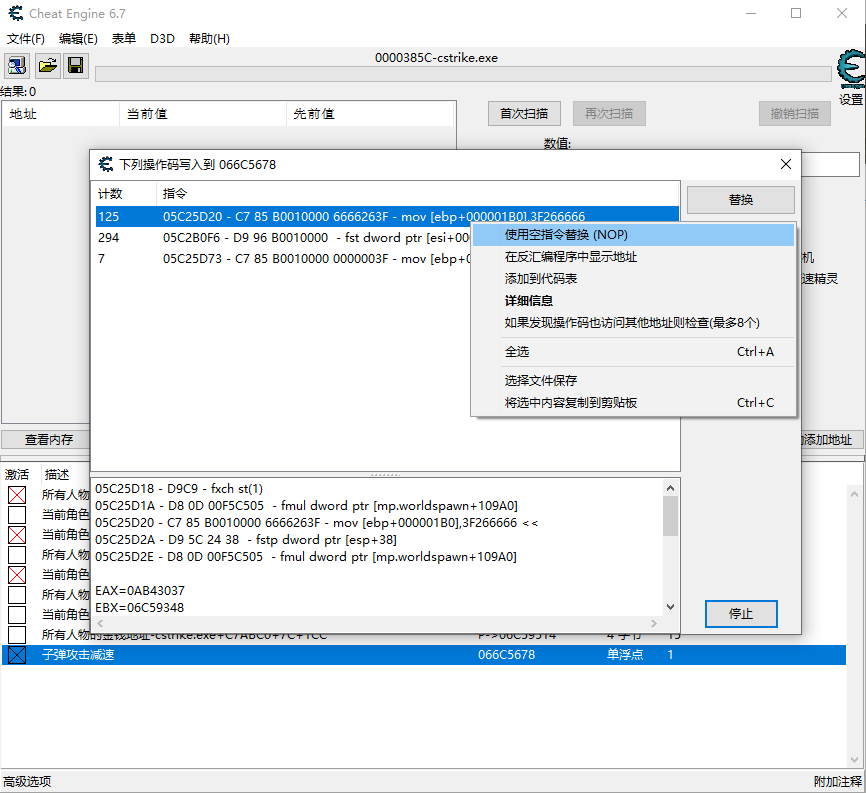 Cheat Engine 6.7
文件(F) 编辑(E) 表单 D3D 帮助(H)
0000385C-cstrike.exe
结果: 0
设置
地址 当前值 先前值
首次扫描 再次扫描 撤销扫描
数值:
下列操作码写入到 066C5678
计数 指令
替换
125 05C25D20 - C7 85 B0010000 6666263F - mov [ebp+000001B0],3F266666
294 05C2B0F6 - D9 96 B0010000 - fst dword ptr [esi+00
7 05C25D73 - C7 85 B0010000 0000003F - mov [ebp+0
使用空指令替换 (NOP)
在反汇编程序中显示地址
添加到代码表
详细信息
如果发现操作码也访问其他地址则检查(最多8个)
全选 Ctrl+A
选择文件保存
将选中内容复制到剪贴板 Ctrl+C
机
速精灵
查看内存
添加地址
激活 描述
所有人物
当前角色
当前角色
所有人物
当前角色
所有人物
当前角色
05C25D18 - D9C9 - fxch st(1)
05C25D1A - D8 0D 00F5C505 - fmul dword ptr [mp.worldspawn+109A0]
05C25D20 - C7 85 B0010000 6666263F - mov [ebp+000001B0],3F266666 <<
05C25D2A - D9 5C 24 38 - fstp dword ptr [esp+38]
05C25D2E - D8 0D 00F5C505 - fmul dword ptr [mp.worldspawn+109A0]
EAX=0AB43037
EBX=06C59348
停止
所有人物的金钱地址-cstrike.exe+C7ABC0+7C+1CC P->06C59514 4 字节 15
子弹攻击减速 066C5678 单浮点 1
高级选项 附加注释